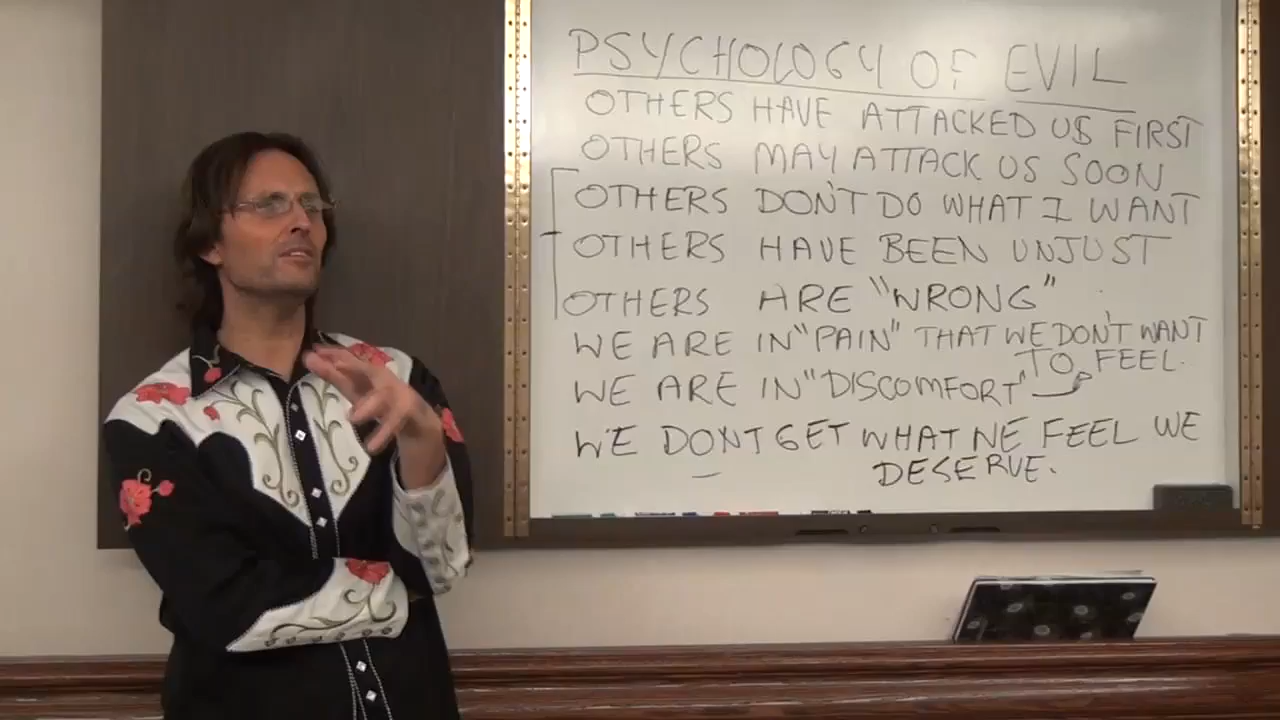 PSYCHOLOGY OF EVIL
OTHERS HAVE ATTACKED US FIRST
OTHERS MAY ATTACK US SOON
OTHERS DON'T DO WHAT I WANT
OTHERS HAVE BEEN UNJUST
OTHERS ARE "WRONG"
WE ARE IN "PAIN" THAT WE DON'T WANT
TO FEEL.
WE ARE IN "DISCOMFORT"
WE DONT GET WHAT WE FEEL WE
DESERVE.